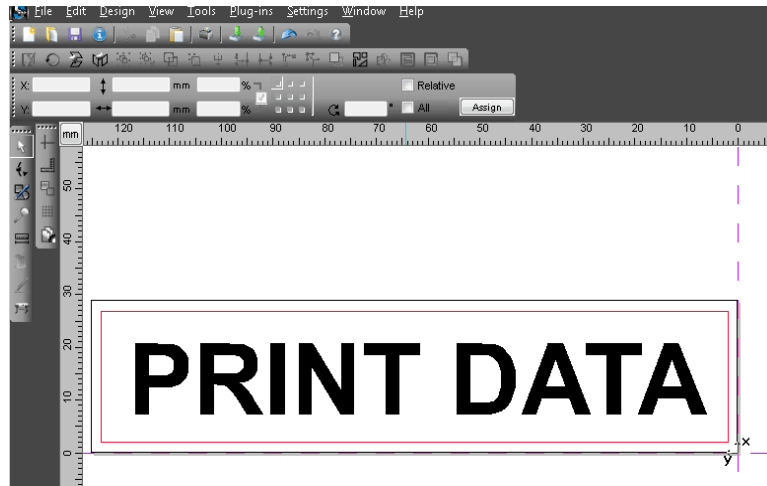 File Edit Design View Tools Plug-ins Settings Window Help
X: mm % Relative
Y: mm % ° All Assign
mm 120 110 100 90 80 70 60 50 40 30 20 10 0
50
40
30
20
10
0
PRINT DATA
x
y